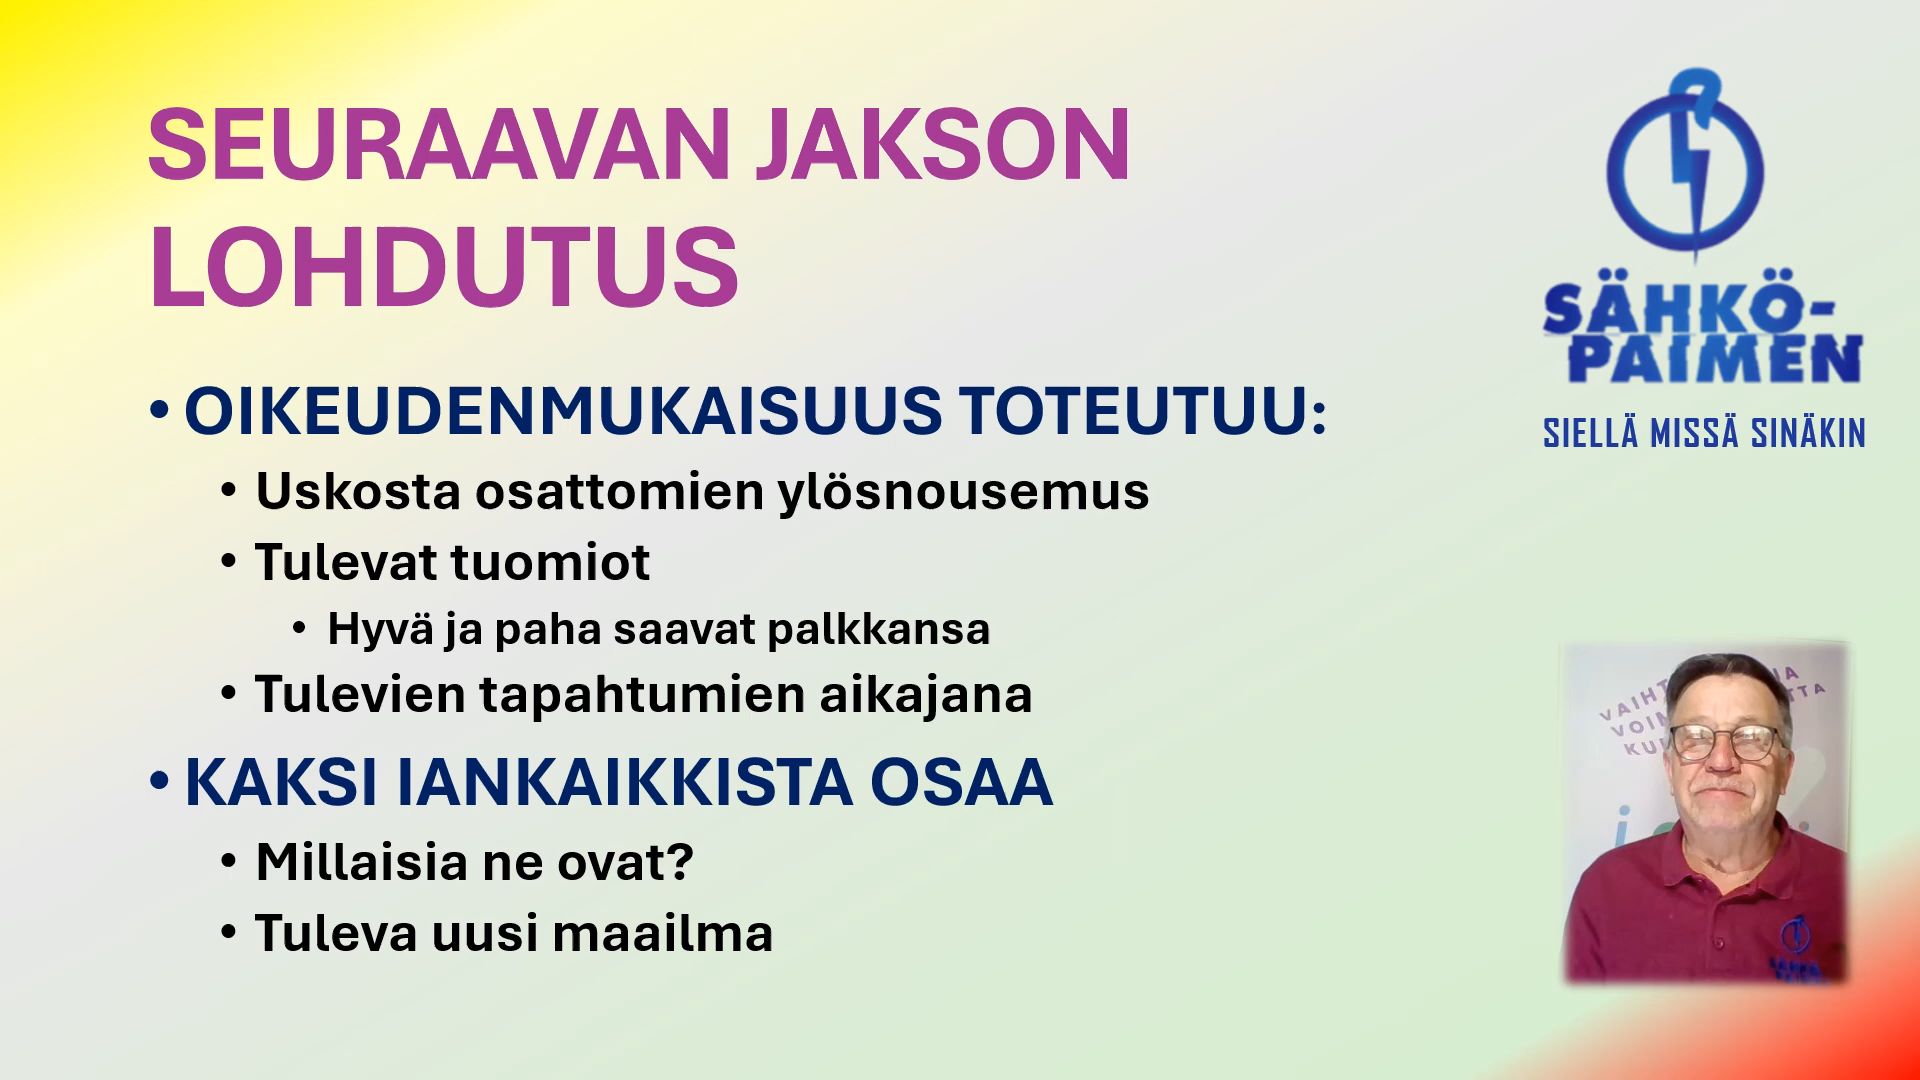 SEURAAVAN JAKSON
LOHDUTUS
• OIKEUDENMUKAISUUS TOTEUTUU:
• Uskosta osattomien ylösnousemus
• Tulevat tuomiot
• Hyvä ja paha saavat palkkansa
• Tulevien tapahtumien aikajana
• KAKSI IANKAIKKISTA OSAA
• Millaisia ne ovat?
• Tuleva uusi maailma
SÄHKÖ-
PAIMEN
SIELLÄ MISSÄ SINÄKIN